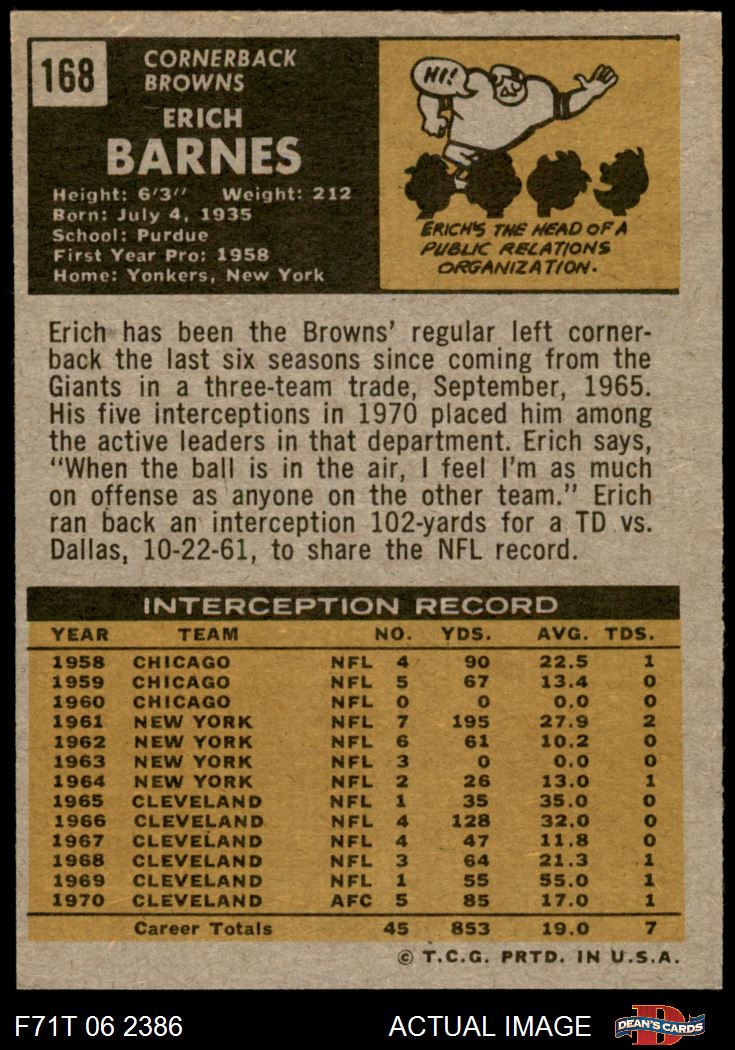 168
CORNERBACK
BROWNS
ERICH
BARNES
Height: 6'3" Weight: 212
Born: July 4, 1935
School: Purdue
First Year Pro: 1958
Home: Yonkers, New York
HI!
ERICH'S THE HEAD OF A
PUBLIC RELATIONS
ORGANIZATION.
Erich has been the Browns' regular left corner-
back the last six seasons since coming from the
Giants in a three-team trade, September, 1965.
His five interceptions in 1970 placed him among
the active leaders in that department. Erich says,
"When the ball is in the air, I feel I'm as much
on offense as anyone on the other team." Erich
ran back an interception 102-yards for a TD vs.
Dallas, 10-22-61, to share the NFL record.
INTERCEPTION RECORD
YEAR TEAM NO. YDS. AVG. TDS.
1958 CHICAGO NFL 4 90 22.5 1
1959 CHICAGO NFL 5 67 13.4 0
1960 CHICAGO NFL 0 0 0.0 0
1961 NEW YORK NFL 7 195 27.9 2
1962 NEW YORK NFL 6 61 10.2 0
1963 NEW YORK NFL 3 0 0.0 0
1964 NEW YORK NFL 2 26 13.0 1
1965 CLEVELAND NFL 1 35 35.0 0
1966 CLEVELAND NFL 4 128 32.0 0
1967 CLEVELAND NFL 4 47 11.8 0
1968 CLEVELAND NFL 3 64 21.3 1
1969 CLEVELAND NFL 1 55 55.0 1
1970 CLEVELAND AFC 5 85 17.0 1
Career Totals 45 853 19.0 7
© T.C.G. PRTD. IN U.S.A.
F71T 06 2386 ACTUAL IMAGE D DEAN'S CARDS